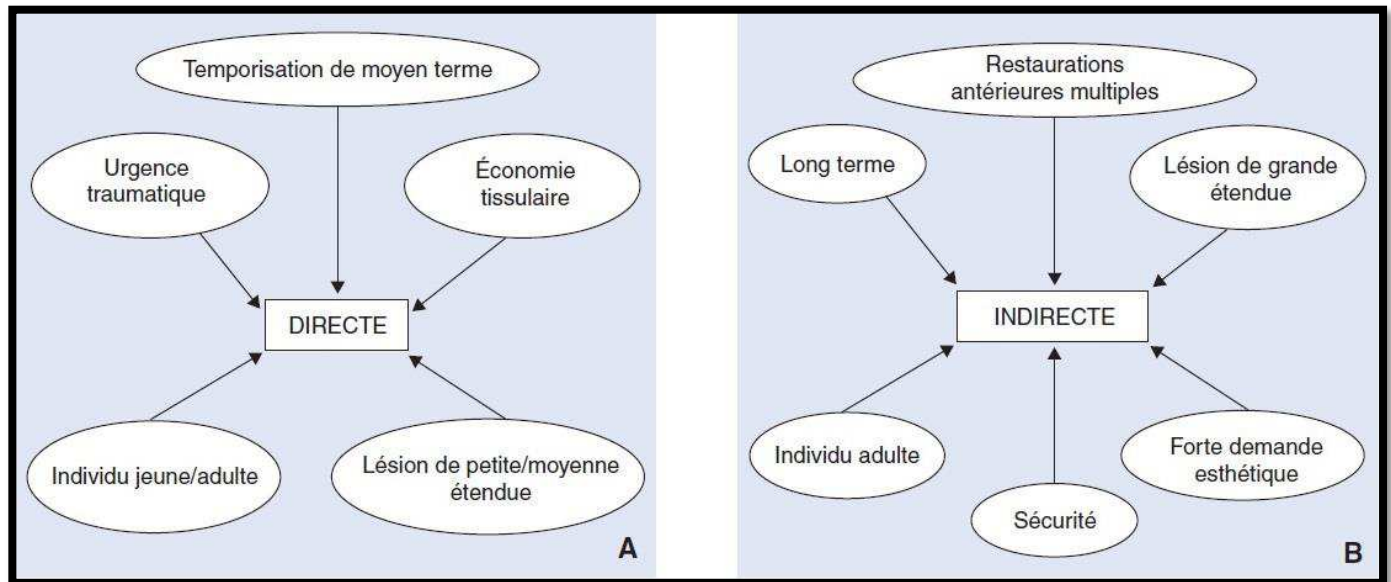 Temporisation de moyen terme
Urgence
traumatique
Économie
tissulaire
DIRECTE
Individu jeune/adulte
Lésion de petite/moyenne
étendue
A
Restaurations
antérieures multiples
Long terme
Lésion de grande
étendue
INDIRECTE
Individu adulte
Forte demande
esthétique
Sécurité
B